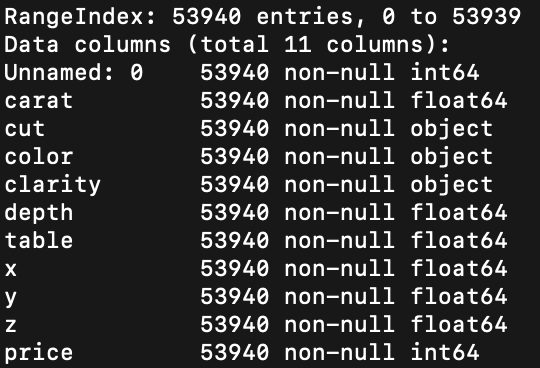 RangeIndex: 53940 entries, 0 to 53939
Data columns (total 11 columns):
Unnamed: 0    53940 non-null int64
carat         53940 non-null float64
cut           53940 non-null object
color         53940 non-null object
clarity       53940 non-null object
depth         53940 non-null float64
table         53940 non-null float64
x             53940 non-null float64
y             53940 non-null float64
z             53940 non-null float64
price         53940 non-null int64